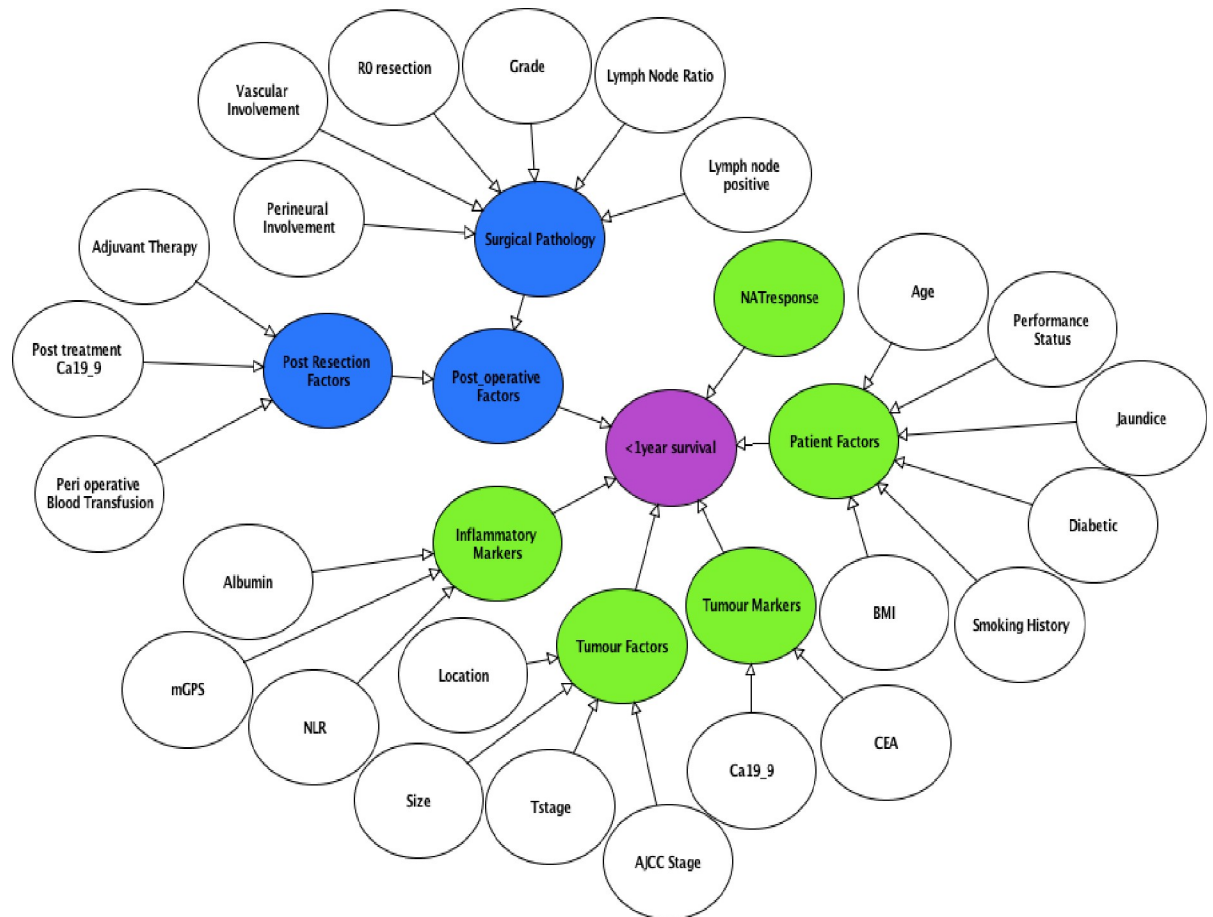 R0 resection
Grade
Lymph Node Ratio
Vascular
Involvement
Lymph node
positive
Perineural
Involvement
Surgical Pathology
Adjuvant Therapy
NATresponse
Age
Performance
Status
Post treatment
Ca19_9
Post Resection
Factors
Post_operative
Factors
Jaundice
<1year survival
Patient Factors
Peri operative
Blood Transfusion
Diabetic
Inflammatory
Markers
Albumin
Tumour Markers
BMI
Smoking History
Tumour Factors
Location
mGPS
NLR
CEA
Ca19_9
Size
Tstage
AJCC Stage